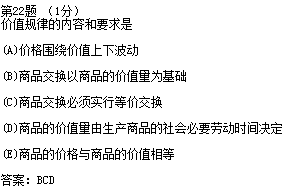 第22题 (1分)
价值规律的内容和要求是
(A)价格围绕价值上下波动
(B)商品交换以商品的价值量为基础
(C)商品交换必须实行等价交换
(D)商品的价值量由生产商品的社会必要劳动时间决定
(E)商品的价格与商品的价值相等
答案：BCD